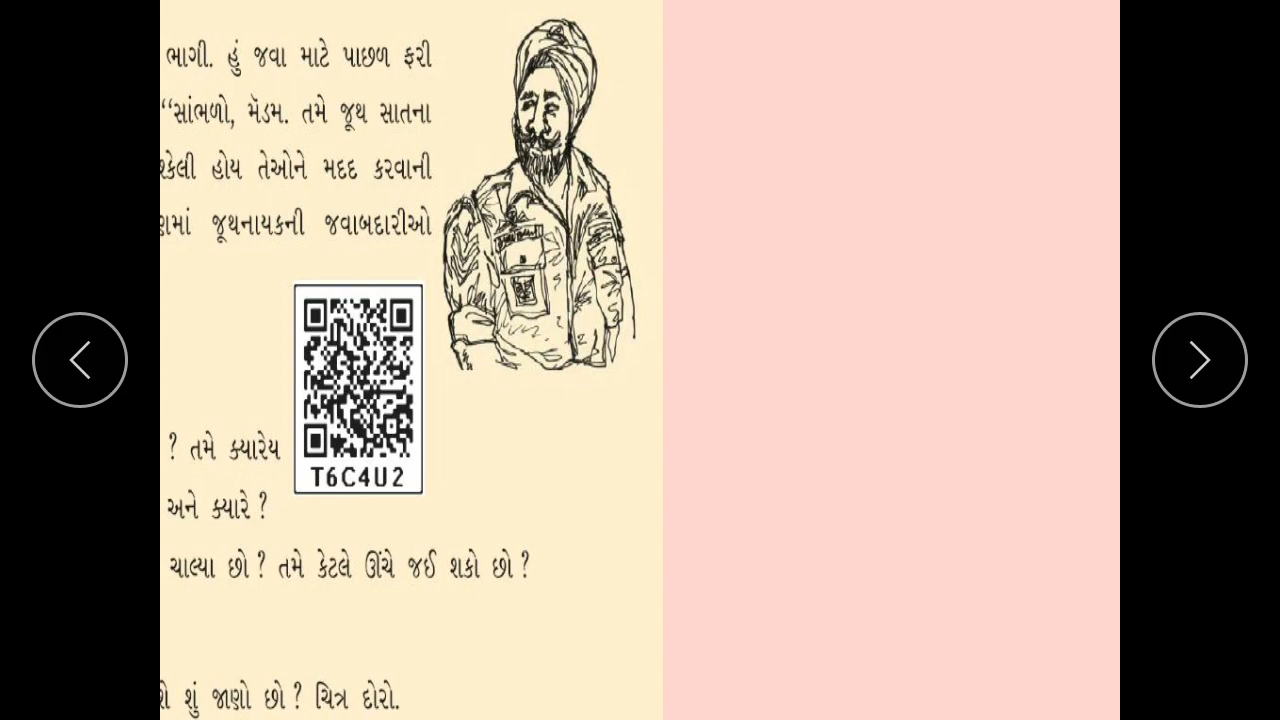 ભાગી. હું જવા માટે પાછળ ફરી
“સાંભળો, મૅડમ. તમે જૂથ સાતના
હોય તેઓને મદદ કરવાની
જૂથનાયકની જવાબદારીઓ
T6C4U2
? તમે ક્યારેય
અને ક્યારે ?
ચાલ્યા છો ? તમે કેટલે ઊંચે જઈ શકો છો ?
શું જાણો છો ? ચિત્ર દોરો.